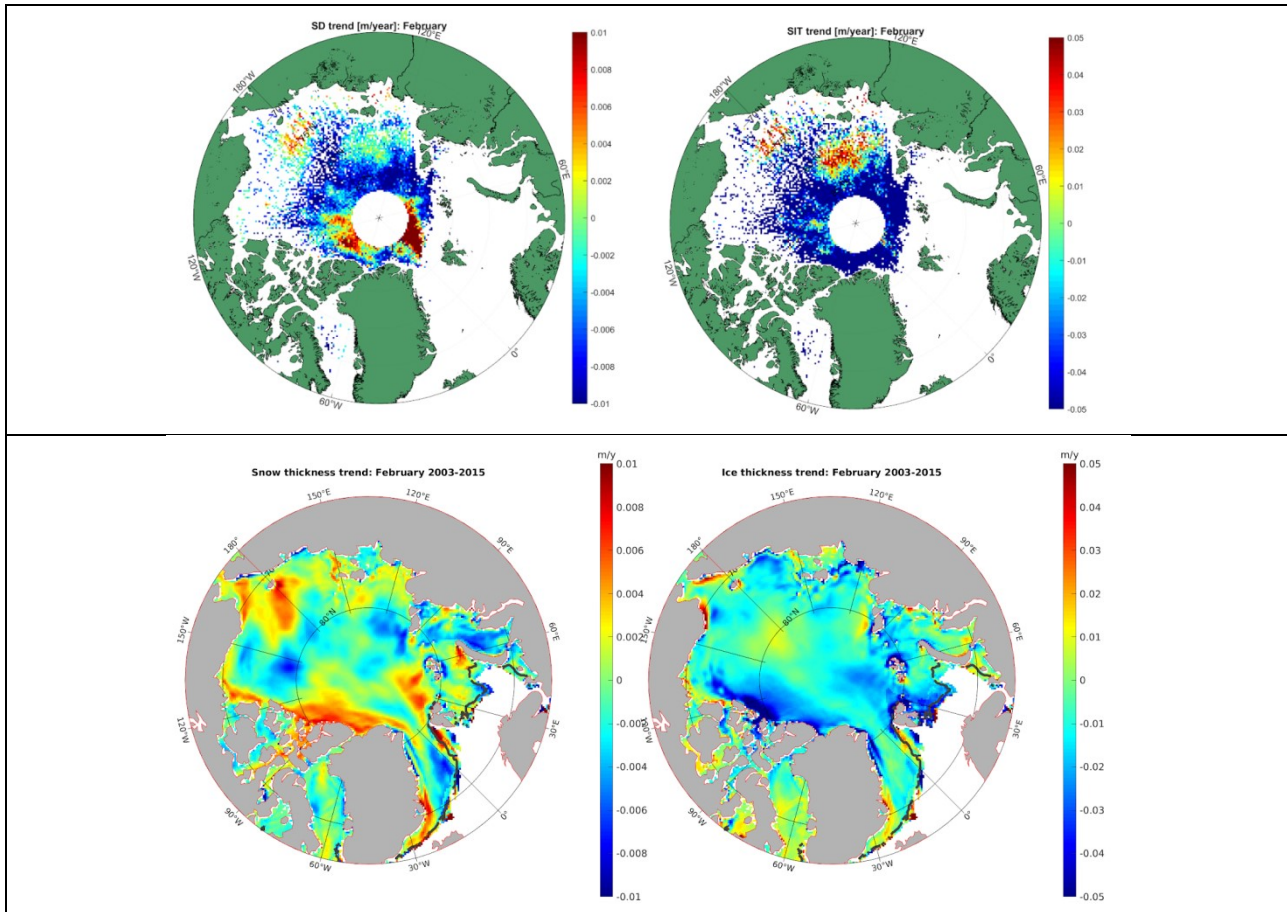 SD trend [m/year]: February
120°E
180°W
60°E
120°W
0°
60°W
0.01
0.008
0.006
0.004
0.002
0
-0.002
-0.004
-0.006
-0.008
-0.01
SIT trend [m/year]: February
120°E
180°W
60°E
120°W
0°
60°W
0.05
0.04
0.03
0.02
0.01
0
-0.01
-0.02
-0.03
-0.04
-0.05
Snow thickness trend: February 2003-2015
150°E
120°E
90°E
180°
60°E
150°W
80°N
30°E
120°W
0°
90°W
60°W
30°W
m/y
0.01
0.008
0.006
0.004
0.002
0
-0.002
-0.004
-0.006
-0.008
-0.01
Ice thickness trend: February 2003-2015
150°E
120°E
90°E
180°
60°E
150°W
80°N
30°E
120°W
0°
90°W
60°W
30°W
m/y
0.05
0.04
0.03
0.02
0.01
0
-0.01
-0.02
-0.03
-0.04
-0.05